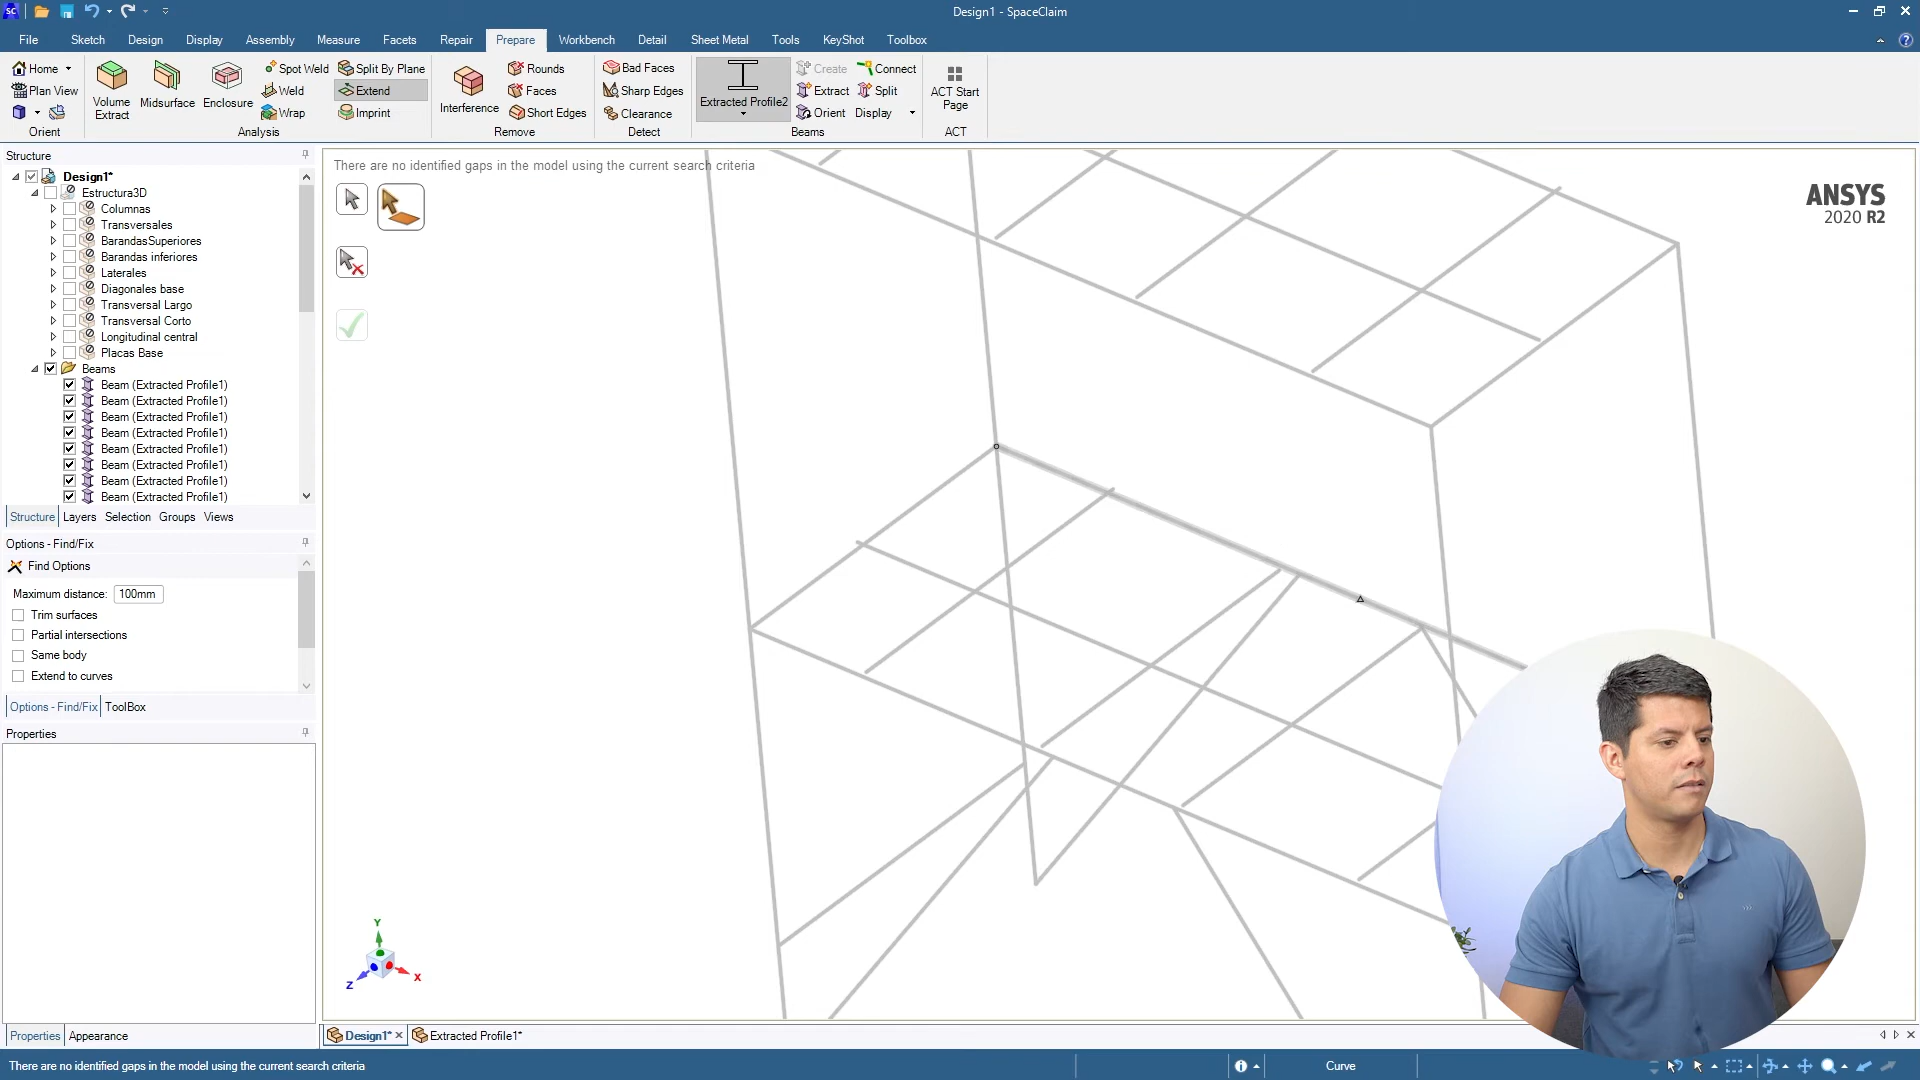 SC
Design1 - SpaceClaim
File Sketch Design Display Assembly Measure Facets Repair Prepare Workbench Detail Sheet Metal Tools KeyShot Toolbox
Home
Plan View
Orient
Volume Extract
Midsurface
Enclosure
Spot Weld
Weld
Wrap
Split By Plane
Extend
Imprint
Analysis
Interference
Rounds
Faces
Short Edges
Remove
Bad Faces
Sharp Edges
Clearance
Detect
Extracted Profile2
Create
Extract
Orient
Connect
Split
Display
Beams
ACT Start
Page
ACT
Structure
Design1*
Estructura3D
Columnas
Transversales
BarandasSuperiores
Barandas inferiores
Laterales
Diagonales base
Transversal Largo
Transversal Corto
Longitudinal central
Placas Base
Beams
Beam (Extracted Profile1)
Beam (Extracted Profile1)
Beam (Extracted Profile1)
Beam (Extracted Profile1)
Beam (Extracted Profile1)
Beam (Extracted Profile1)
Beam (Extracted Profile1)
Beam (Extracted Profile1)
Structure Layers Selection Groups Views
Options - Find/Fix
Find Options
Maximum distance: 100mm
Trim surfaces
Partial intersections
Same body
Extend to curves
Options - Find/Fix ToolBox
Properties
Properties Appearance
There are no identified gaps in the model using the current search criteria
ANSYS
2020 R2
Y
Z
X
Design1* Extracted Profile1*
There are no identified gaps in the model using the current search criteria
Curve